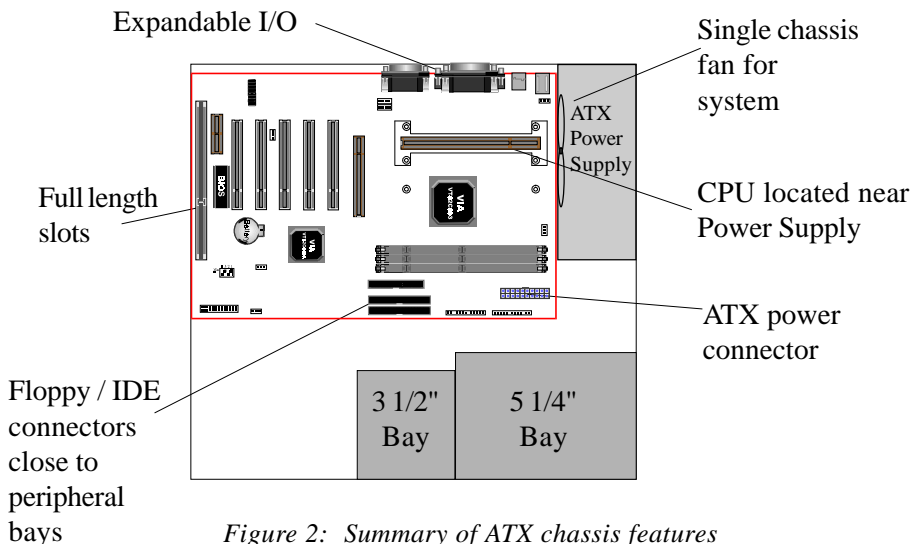 Expandable I/O
Single chassis
fan for
system
ATX
Power
Supply
CPU located near
Power Supply
Full length
slots
BIOS
VIA
VIA
ATX power
connector
Floppy / IDE
connectors
close to
peripheral
bays
3 1/2"
Bay
5 1/4"
Bay
Figure 2: Summary of ATX chassis features